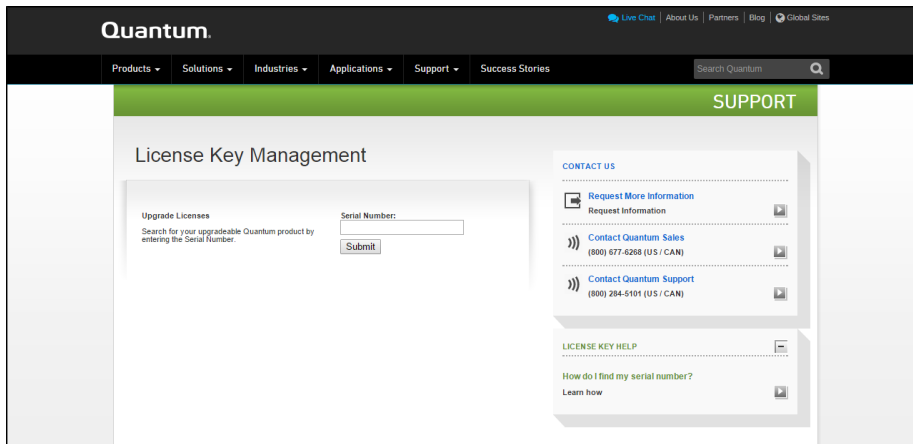 Live Chat | About Us | Partners | Blog | Global Sites
Quantum.
Products Solutions Industries Applications Support Success Stories
Search Quantum
SUPPORT
License Key Management
Upgrade Licenses
Search for your upgradeable Quantum product by
entering the Serial Number.
Serial Number:
Submit
CONTACT US
Request More Information
Request Information
Contact Quantum Sales
(800) 677-6268 (US / CAN)
Contact Quantum Support
(800) 284-5101 (US / CAN)
LICENSE KEY HELP
How do I find my serial number?
Learn how